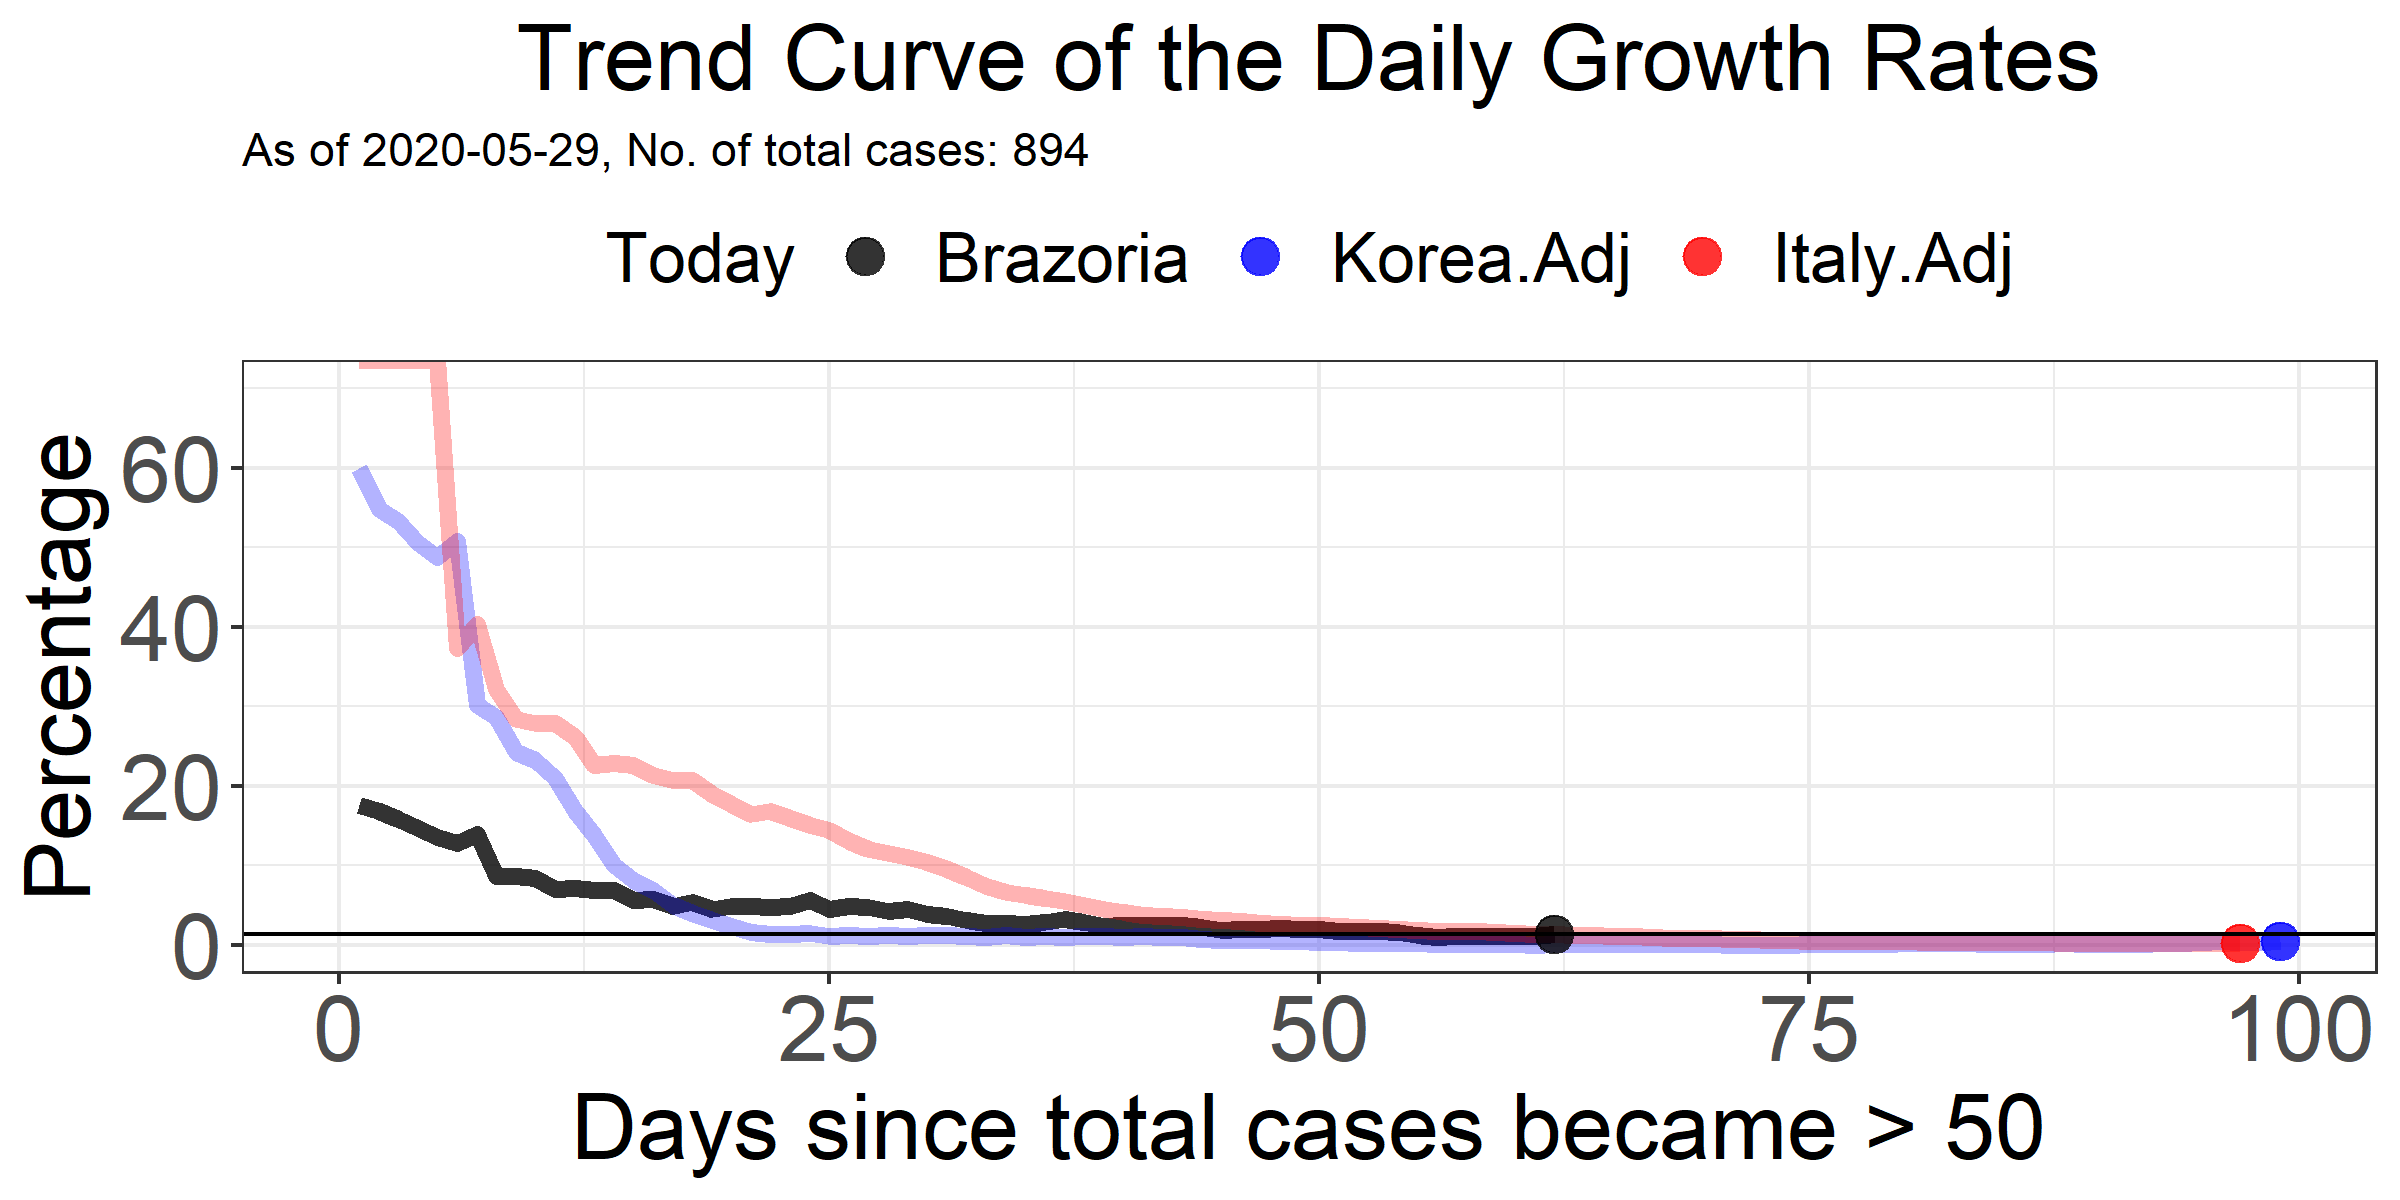 Trend Curve of the Daily Growth Rates
As of 2020-05-29, No. of total cases: 894
Today Brazoria Korea.Adj Italy.Adj
Percentage
60
40
20
0
0 25 50 75 100
Days since total cases became > 50